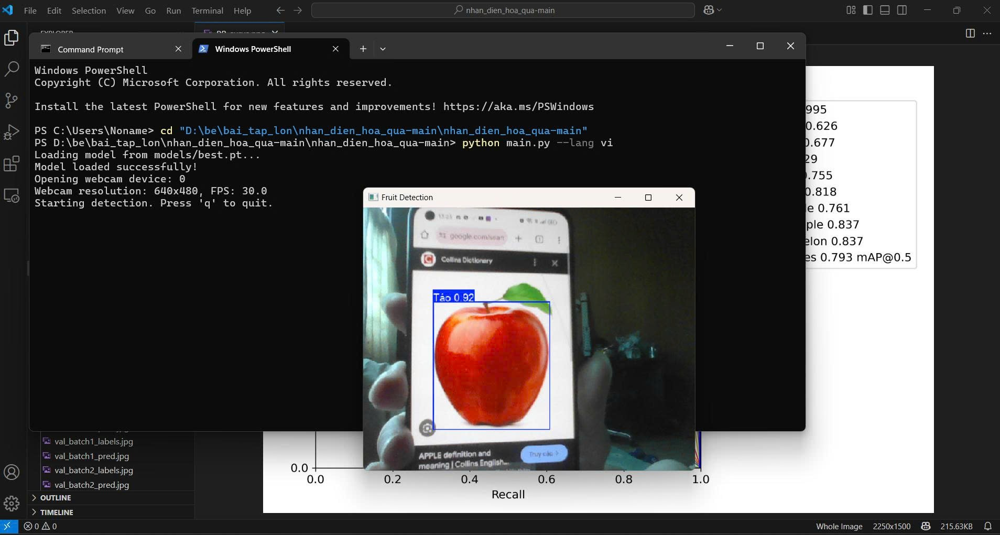 File Edit Selection View Go Run Terminal Help
nhan_dien_hoa_qua-main
Command Prompt
Windows PowerShell
Windows PowerShell
Copyright (C) Microsoft Corporation. All rights reserved.
Install the latest PowerShell for new features and improvements! https://aka.ms/PSWindows
PS C:\Users\Noname> cd "D:\be\bai_tap_lon\nhan_dien_hoa_qua-main\nhan_dien_hoa_qua-main"
PS D:\be\bai_tap_lon\nhan_dien_hoa_qua-main\nhan_dien_hoa_qua-main> python main.py --lang vi
Loading model from models/best.pt...
Model loaded successfully!
Opening webcam device: 0
Webcam resolution: 640x480, FPS: 30.0
Starting detection. Press 'q' to quit.
Fruit Detection
google.com/sear
Collins Dictionary
Táo 0.92
APPLE definition and
meaning | Collins English...
Truy cập >
995
0.626
0.677
29
0.755
0.818
le 0.761
ple 0.837
elon 0.837
es 0.793 mAP@0.5
val_batch1_labels.jpg
val_batch1_pred.jpg
val_batch2_labels.jpg
val_batch2_pred.jpg
OUTLINE
TIMELINE
0.0
0.0 0.2 0.4 0.6 0.8 1.0
Recall
0 0
Whole Image 2250x1500 215.63KB